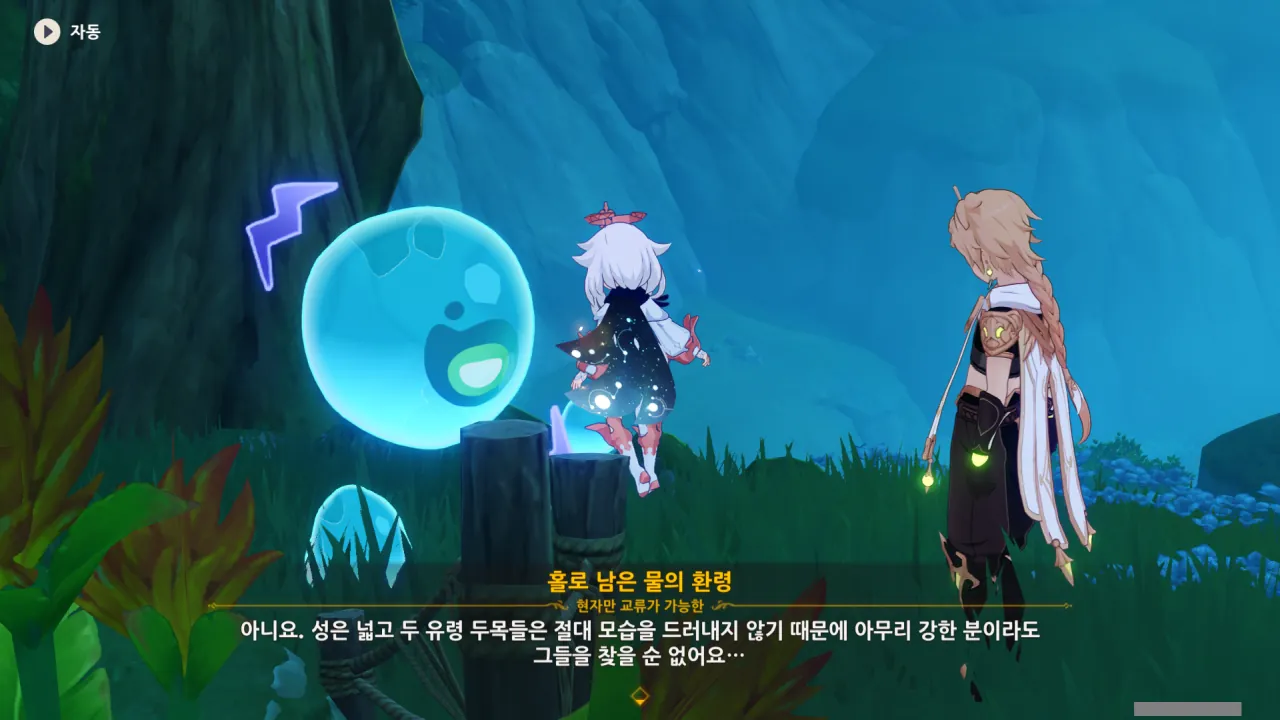 자동
홀로 남은 물의 환령
현자만 교류가 가능한
아니요. 성은 넓고 두 유령 두목들은 절대 모습을 드러내지 않기 때문에 아무리 강한 분이라도
그들을 찾을 순 없어요…